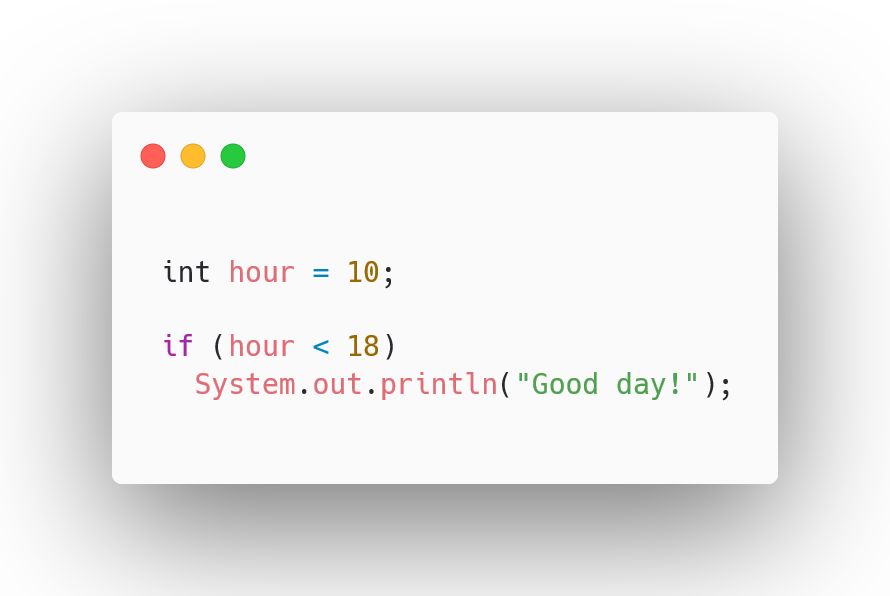 int hour = 10;
if (hour < 18)
  System.out.println("Good day!");